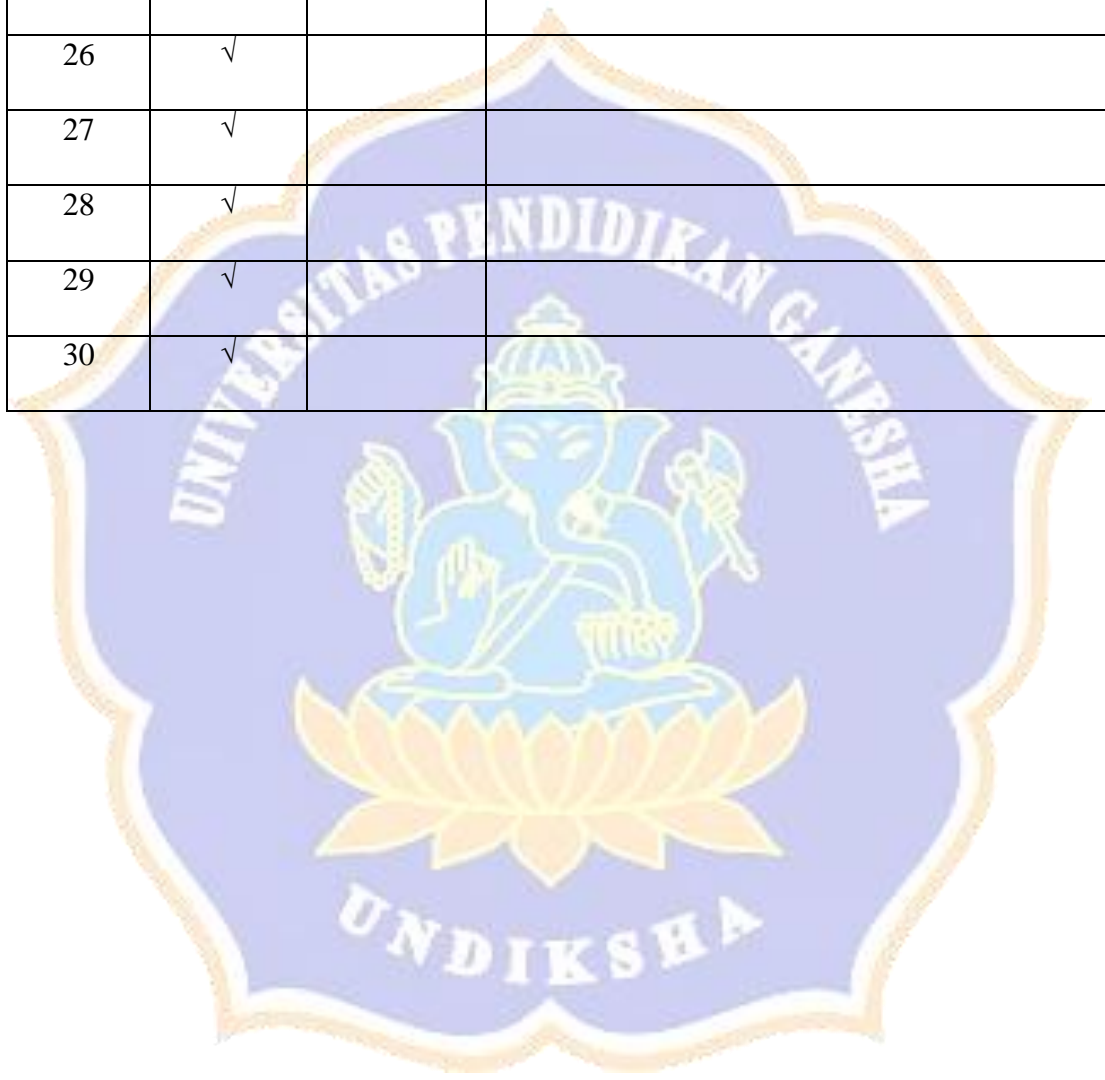 26 √
27 √
28 √
29 √
30 √
UNIVERSITAS PENDIDIKAN GANESHA
UNDIKSHA